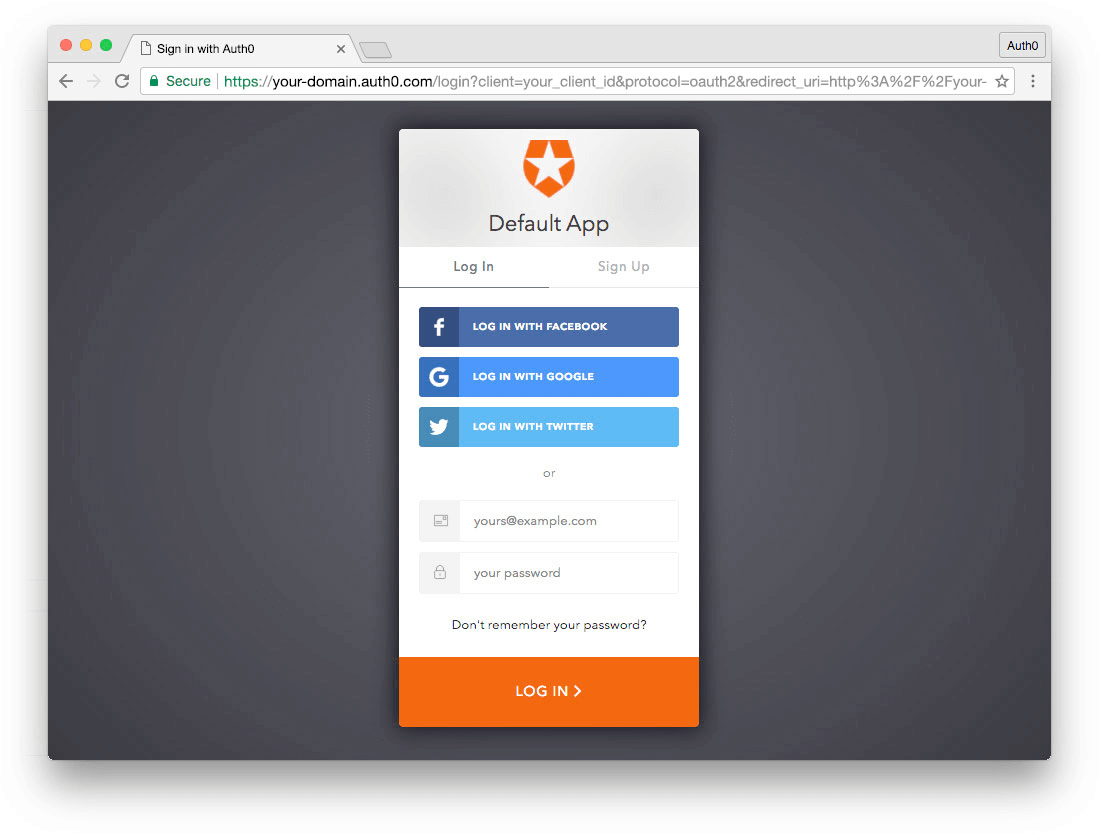 Sign in with Auth0
Auth0
Secure
https://your-domain.auth0.com/login?client=your_client_id&protocol=oauth2&redirect_uri=http%3A%2F%2Fyour-
Default App
Log In
Sign Up
LOG IN WITH FACEBOOK
LOG IN WITH GOOGLE
LOG IN WITH TWITTER
or
yours@example.com
your password
Don't remember your password?
LOG IN